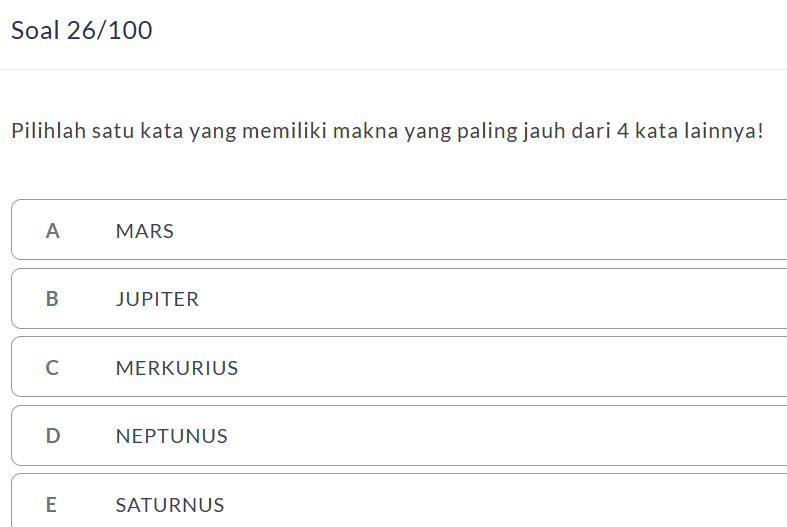 Soal 26/100
Pilihlah satu kata yang memiliki makna yang paling jauh dari 4 kata lainnya!
A MARS
B JUPITER
C MERKURIUS
D NEPTUNUS
E SATURNUS